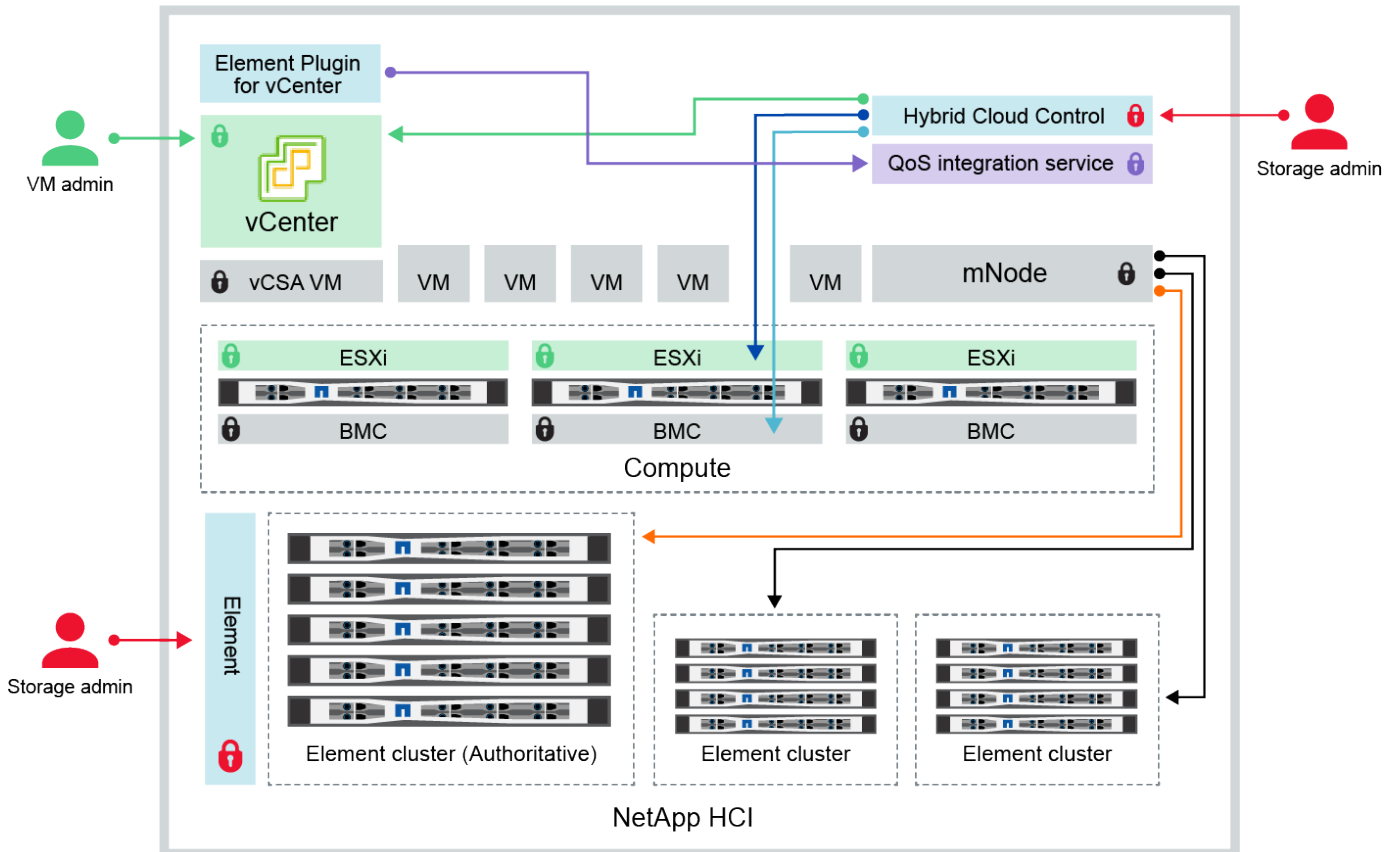 Element Plugin
for vCenter
Hybrid Cloud Control
QoS integration service
VM admin
Storage admin
vCenter
vCSA VM
VM
VM
VM
VM
VM
mNode
ESXi
ESXi
ESXi
BMC
BMC
BMC
Compute
Element
Storage admin
Element cluster (Authoritative)
Element cluster
Element cluster
NetApp HCI